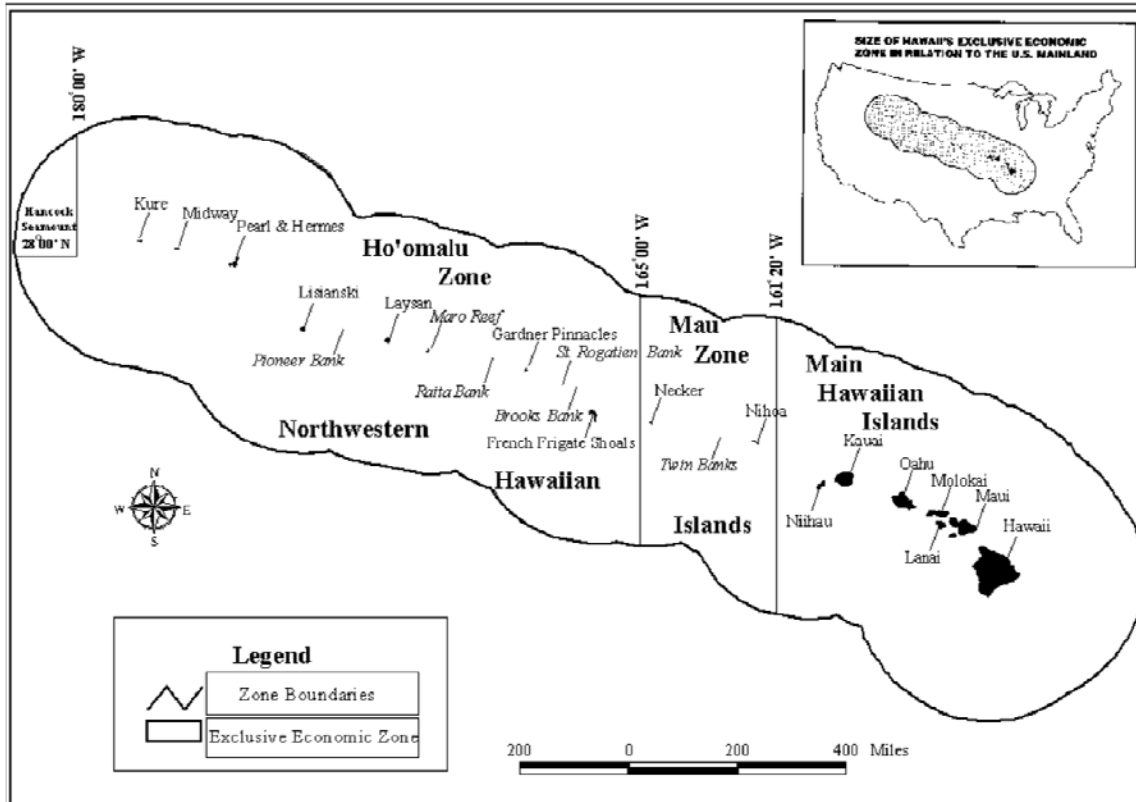 SIZE OF HAWAII'S EXCLUSIVE ECONOMIC
ZONE IN RELATION TO THE U.S. MAINLAND
180°00' W
Hancock
Seamount
28°00' N
Kure
Midway
Pearl & Hermes
Ho'omalu
Zone
165°00' W
161°20' W
Lisianski
Laysan
Maro Reef
Pioneer Bank
Gardner Pinnacles
St Rogatien Bank
Raita Bank
Brooks Bank
French Frigate Shoals
Mau
Zone
Necker
Nihoa
Twin Banks
Main
Hawaiian
Islands
Northwestern
Hawaiian
Islands
Kauai
Niihau
Oahu
Molokai
Maui
Lanai
Hawaii
N
W
E
S
Legend
Zone Boundaries
Exclusive Economic Zone
200 0 200 400 Miles